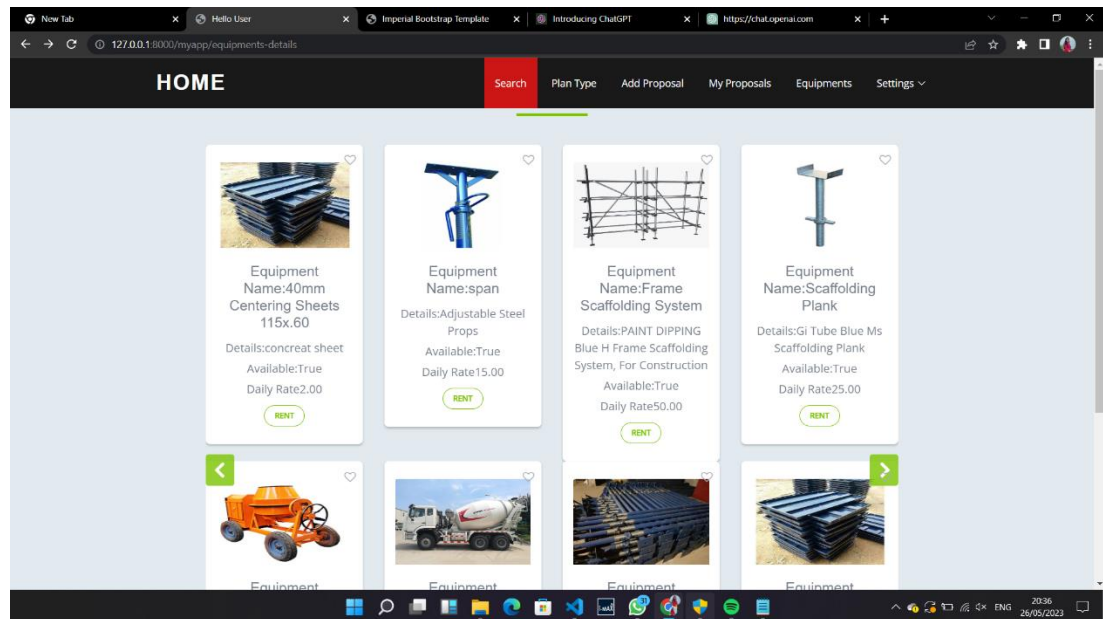 New Tab
Hello User
Imperial Bootstrap Template
Introducing ChatGPT
https://chat.openai.com
127.0.0.1:8000/myapp/equipments-details
HOME
Search
Plan Type
Add Proposal
My Proposals
Equipments
Settings
Equipment
Name:40mm
Centering Sheets
115x.60
Details:concreat sheet
Available:True
Daily Rate2.00
RENT
Equipment
Name:span
Details:Adjustable Steel
Props
Available:True
Daily Rate15.00
RENT
Equipment
Name:Frame
Scaffolding System
Details:PAINT DIPPING
Blue H Frame Scaffolding
System, For Construction
Available:True
Daily Rate50.00
RENT
Equipment
Name:Scaffolding
Plank
Details:Gi Tube Blue Ms
Scaffolding Plank
Available:True
Daily Rate25.00
RENT
Equipment
Equipment
Equipment
Equipment
ENG
20:36
26/05/2023